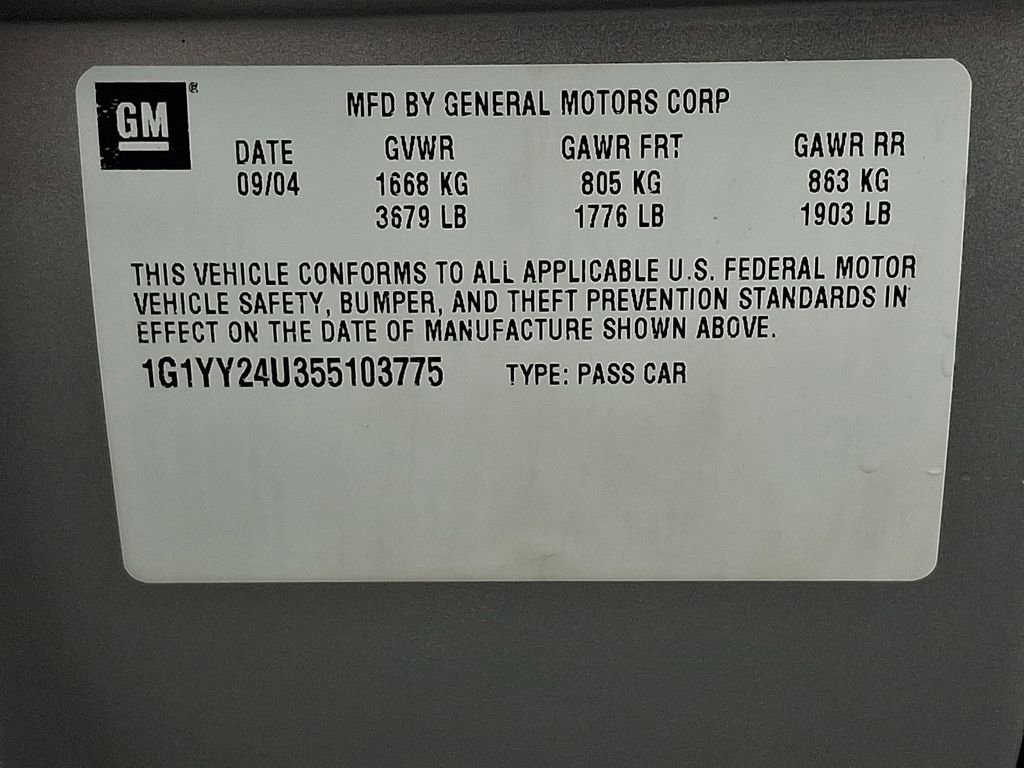 GM ®
MFD BY GENERAL MOTORS CORP
DATE GVWR GAWR FRT GAWR RR
09/04 1668 KG 805 KG 863 KG
3679 LB 1776 LB 1903 LB
THIS VEHICLE CONFORMS TO ALL APPLICABLE U.S. FEDERAL MOTOR
VEHICLE SAFETY, BUMPER, AND THEFT PREVENTION STANDARDS IN
EFFECT ON THE DATE OF MANUFACTURE SHOWN ABOVE.
1G1YY24U355103775 TYPE: PASS CAR